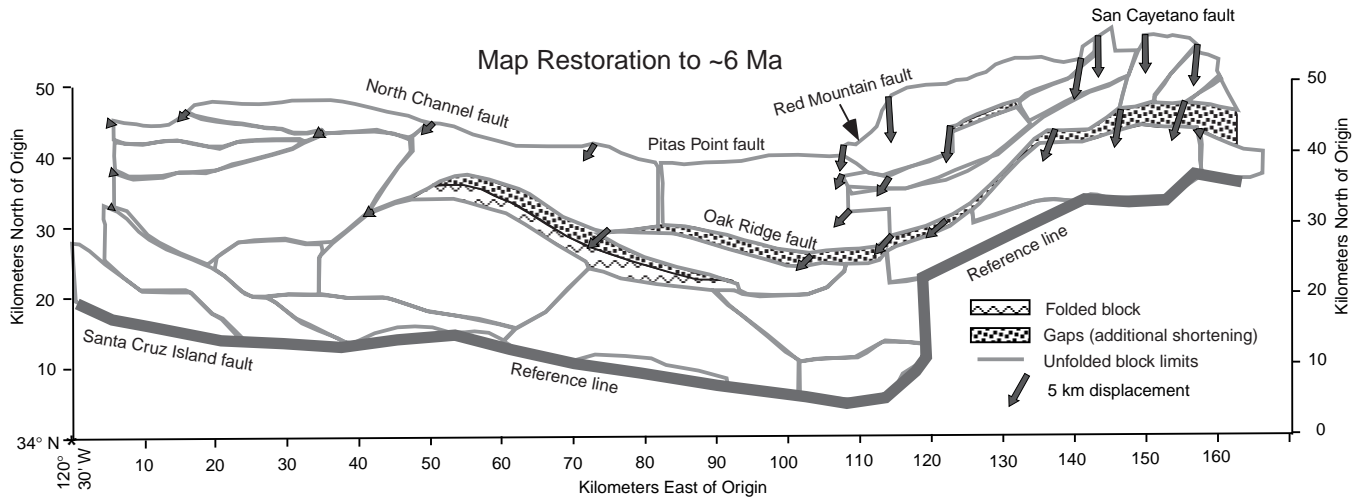 San Cayetano fault
Map Restoration to ~6 Ma
North Channel fault
Red Mountain fault
Pitas Point fault
Oak Ridge fault
Reference line
Santa Cruz Island fault
Reference line
Folded block
Gaps (additional shortening)
Unfolded block limits
5 km displacement
Kilometers North of Origin
50
40
30
20
10
34° N
120°
30' W
10 20 30 40 50 60 70 80 90 100 110 120 130 140 150 160
Kilometers East of Origin
50
40
30
20
10
0
Kilometers North of Origin